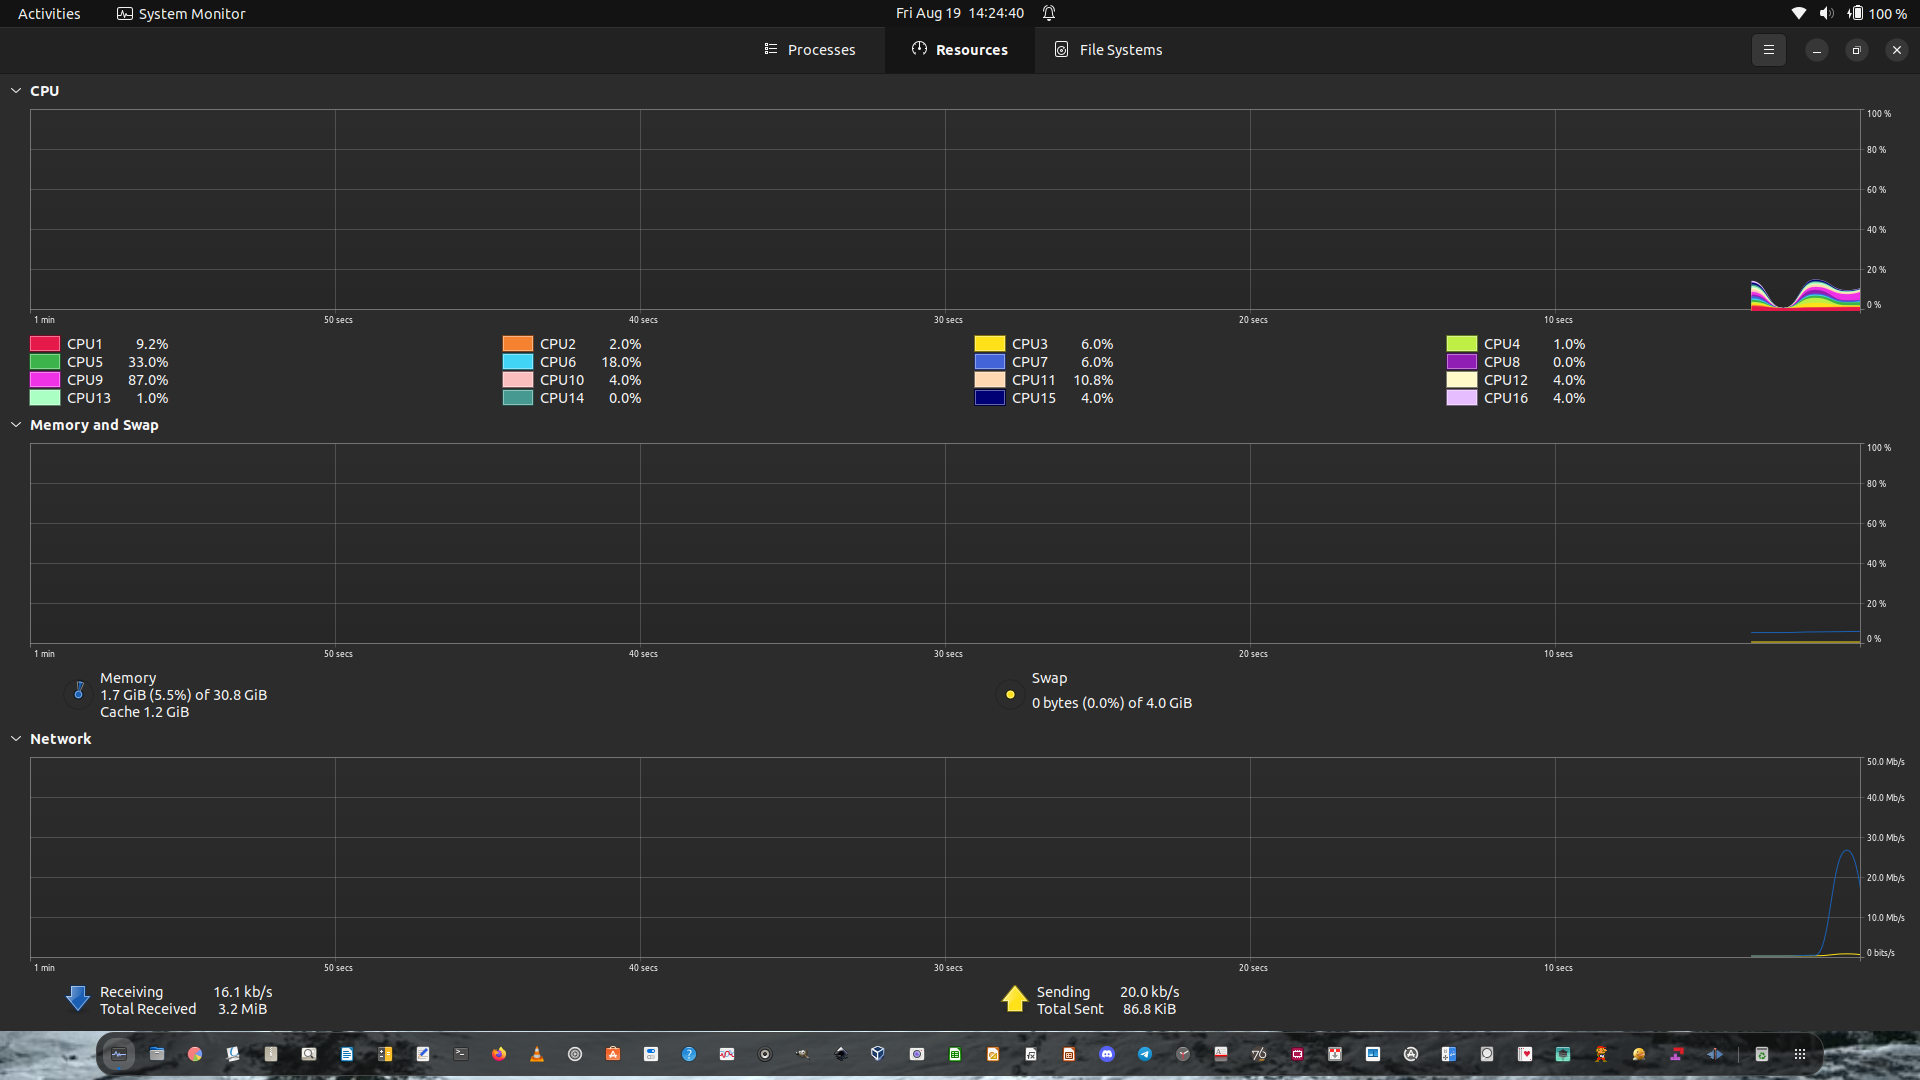 Activities System Monitor Fri Aug 19 14:24:40 100 %
Processes Resources File Systems
CPU
100 %
80 %
60 %
40 %
20 %
0 %
1 min 50 secs 40 secs 30 secs 20 secs 10 secs
CPU1 9.2% CPU2 2.0% CPU3 6.0% CPU4 1.0%
CPU5 33.0% CPU6 18.0% CPU7 6.0% CPU8 0.0%
CPU9 87.0% CPU10 4.0% CPU11 10.8% CPU12 4.0%
CPU13 1.0% CPU14 0.0% CPU15 4.0% CPU16 4.0%
Memory and Swap
100 %
80 %
60 %
40 %
20 %
0 %
1 min 50 secs 40 secs 30 secs 20 secs 10 secs
Memory Swap
1.7 GiB (5.5%) of 30.8 GiB 0 bytes (0.0%) of 4.0 GiB
Cache 1.2 GiB
Network
50.0 Mb/s
40.0 Mb/s
30.0 Mb/s
20.0 Mb/s
10.0 Mb/s
0 bits/s
1 min 50 secs 40 secs 30 secs 20 secs 10 secs
Receiving 16.1 kb/s Sending 20.0 kb/s
Total Received 3.2 MiB Total Sent 86.8 KiB
76